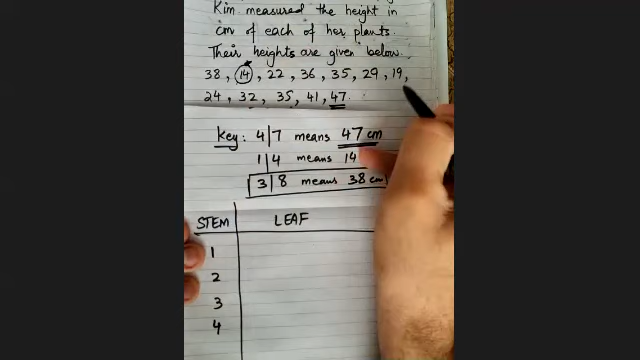 Kim measured the height in
cm of each of her plants.
Their heights are given below.
38, 14, 22, 36, 35, 29, 19,
24, 32, 35, 41, 47.
Key: 4|7 means 47 cm
1|4 means 14
3|8 means 38 cm
STEM LEAF
1
2
3
4